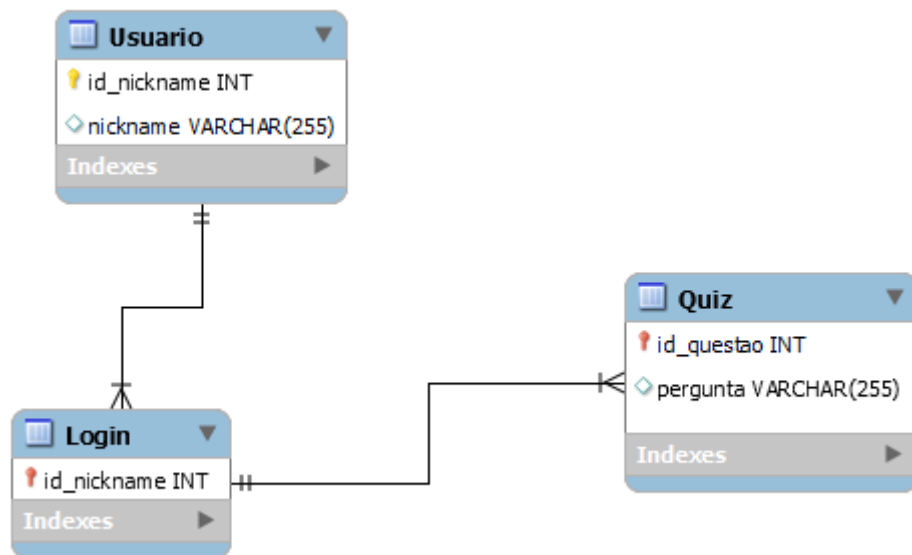 Usuario
id_nickname INT
nickname VARCHAR(255)
Indexes
Quiz
id_questao INT
pergunta VARCHAR(255)
Indexes
Login
id_nickname INT
Indexes